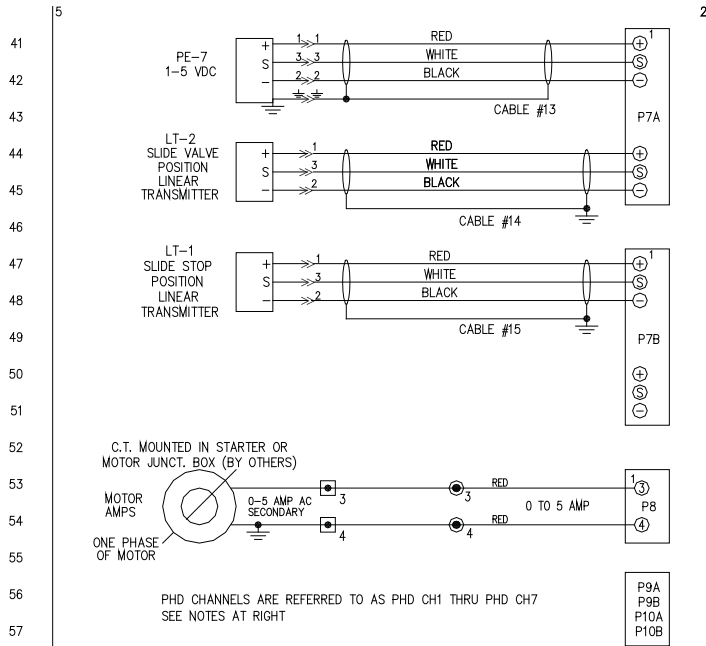 5
2
41
42
43
44
45
46
47
48
49
50
51
52
53
54
55
56
57
PE-7
1-5 VDC
+
S
-
1 1
3 3
2 2
RED
WHITE
BLACK
CABLE #13
1
+
S
-
P7A
LT-2
SLIDE VALVE
POSITION
LINEAR
TRANSMITTER
+
S
-
1
3
2
RED
WHITE
BLACK
CABLE #14
+
S
-
LT-1
SLIDE STOP
POSITION
LINEAR
TRANSMITTER
+
S
-
1
3
2
RED
WHITE
BLACK
CABLE #15
1
+
S
-
P7B
+
S
-
C.T. MOUNTED IN STARTER OR
MOTOR JUNCT. BOX (BY OTHERS)
MOTOR
AMPS
ONE PHASE
OF MOTOR
0-5 AMP AC
SECONDARY
3
4
3
4
RED
RED
0 TO 5 AMP
1
3
P8
4
PHD CHANNELS ARE REFERRED TO AS PHD CH1 THRU PHD CH7
SEE NOTES AT RIGHT
P9A
P9B
P10A
P10B